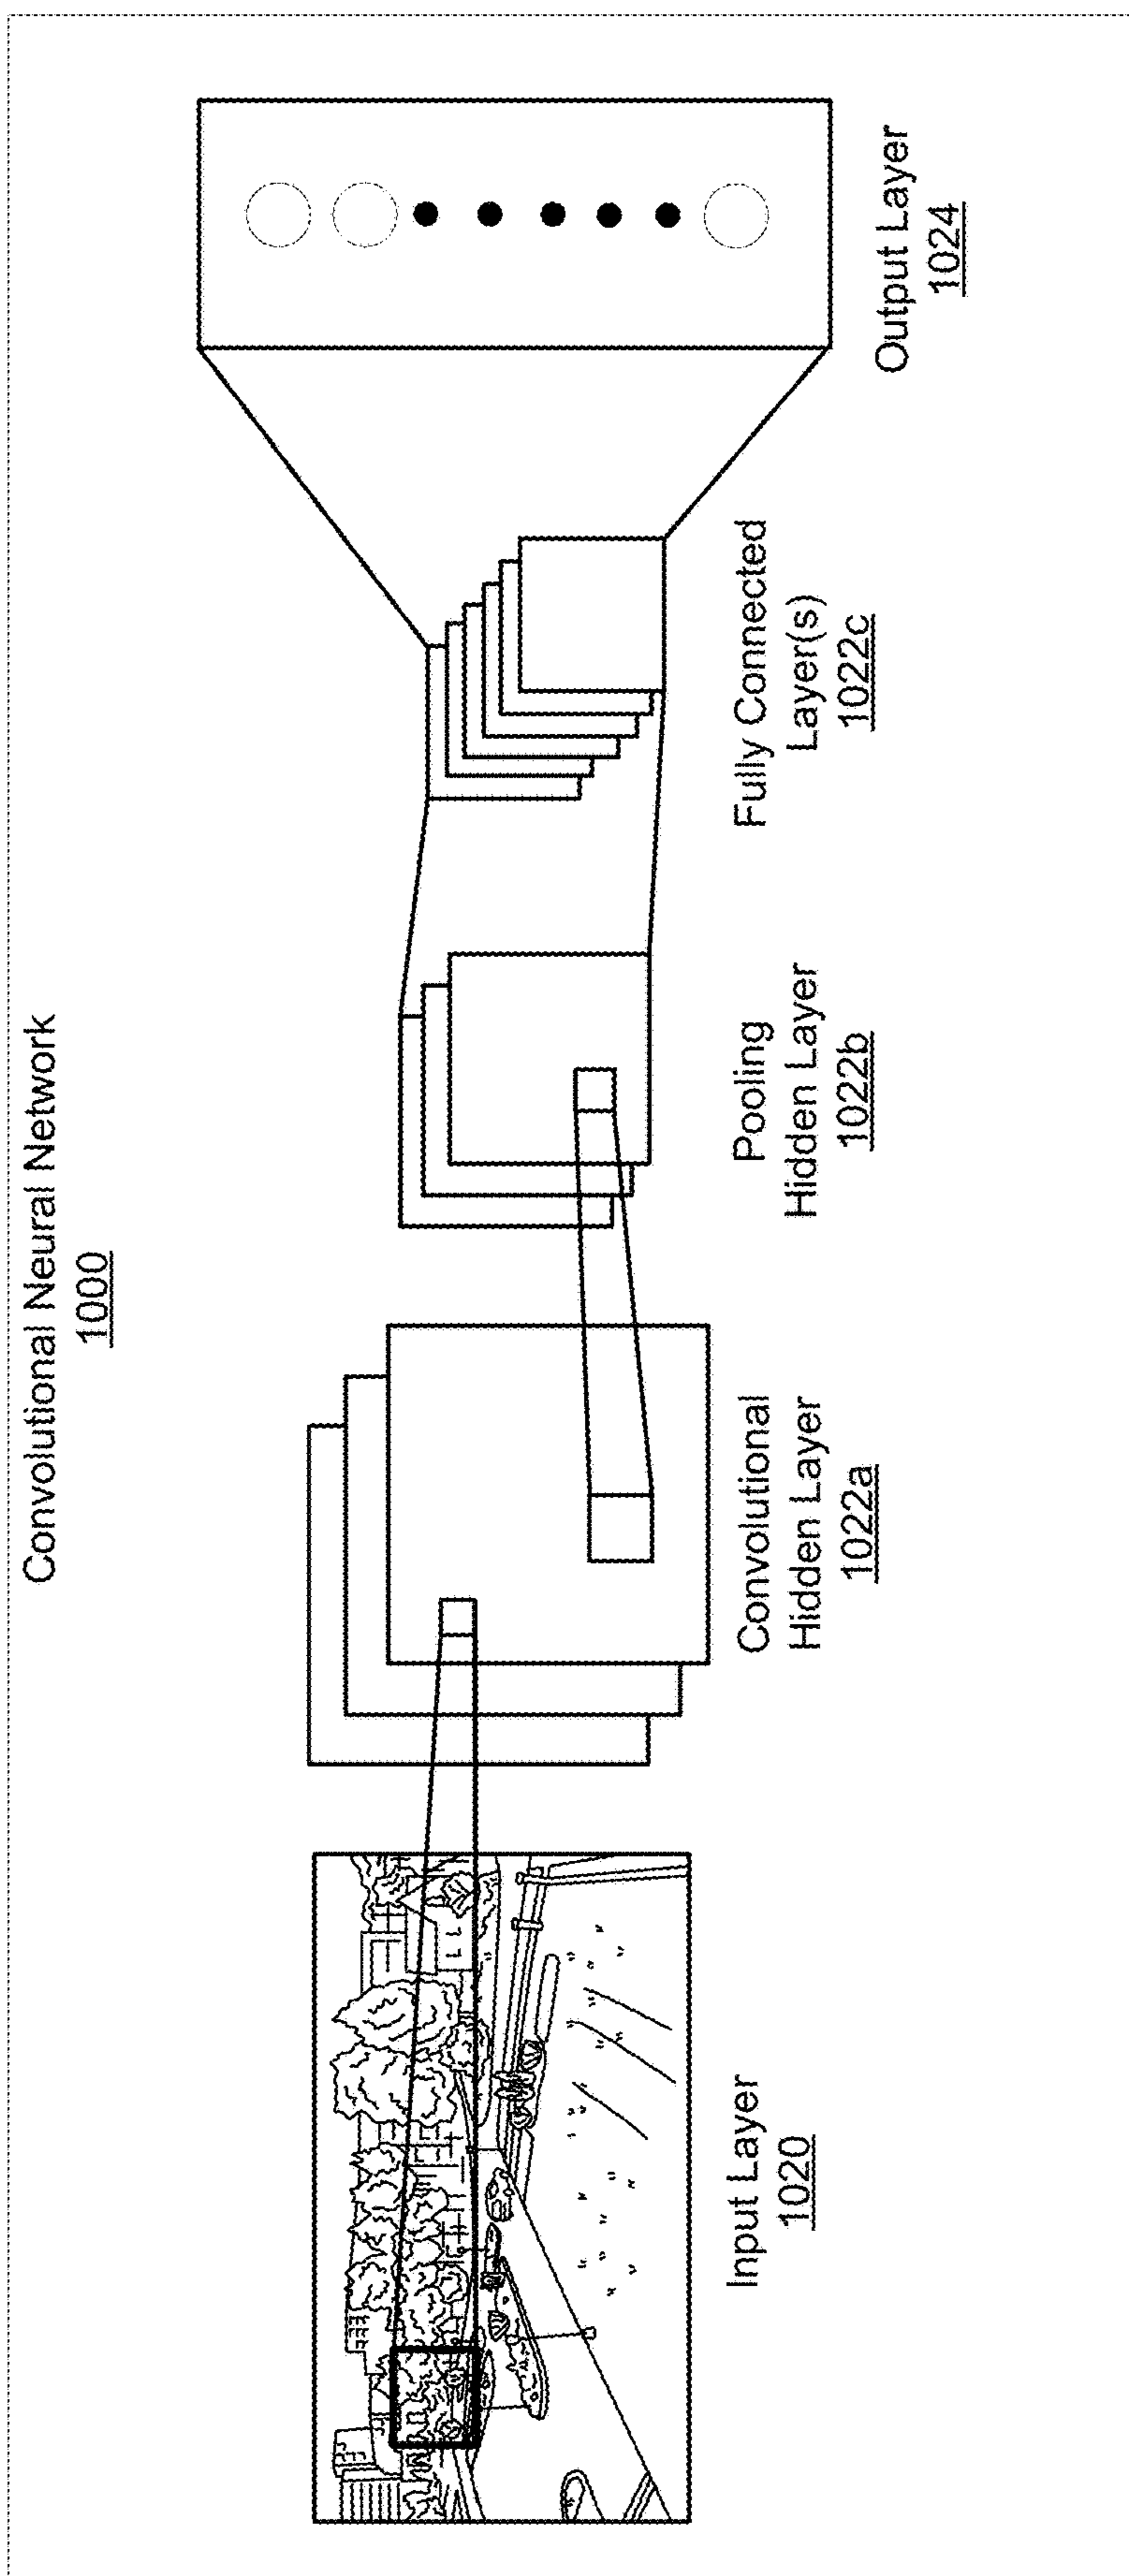 Convolutional Neural Network
1000
Input Layer
1020
Convolutional
Hidden Layer
1022a
Pooling
Hidden Layer
1022b
Fully Connected
Layer(s)
1022c
Output Layer
1024